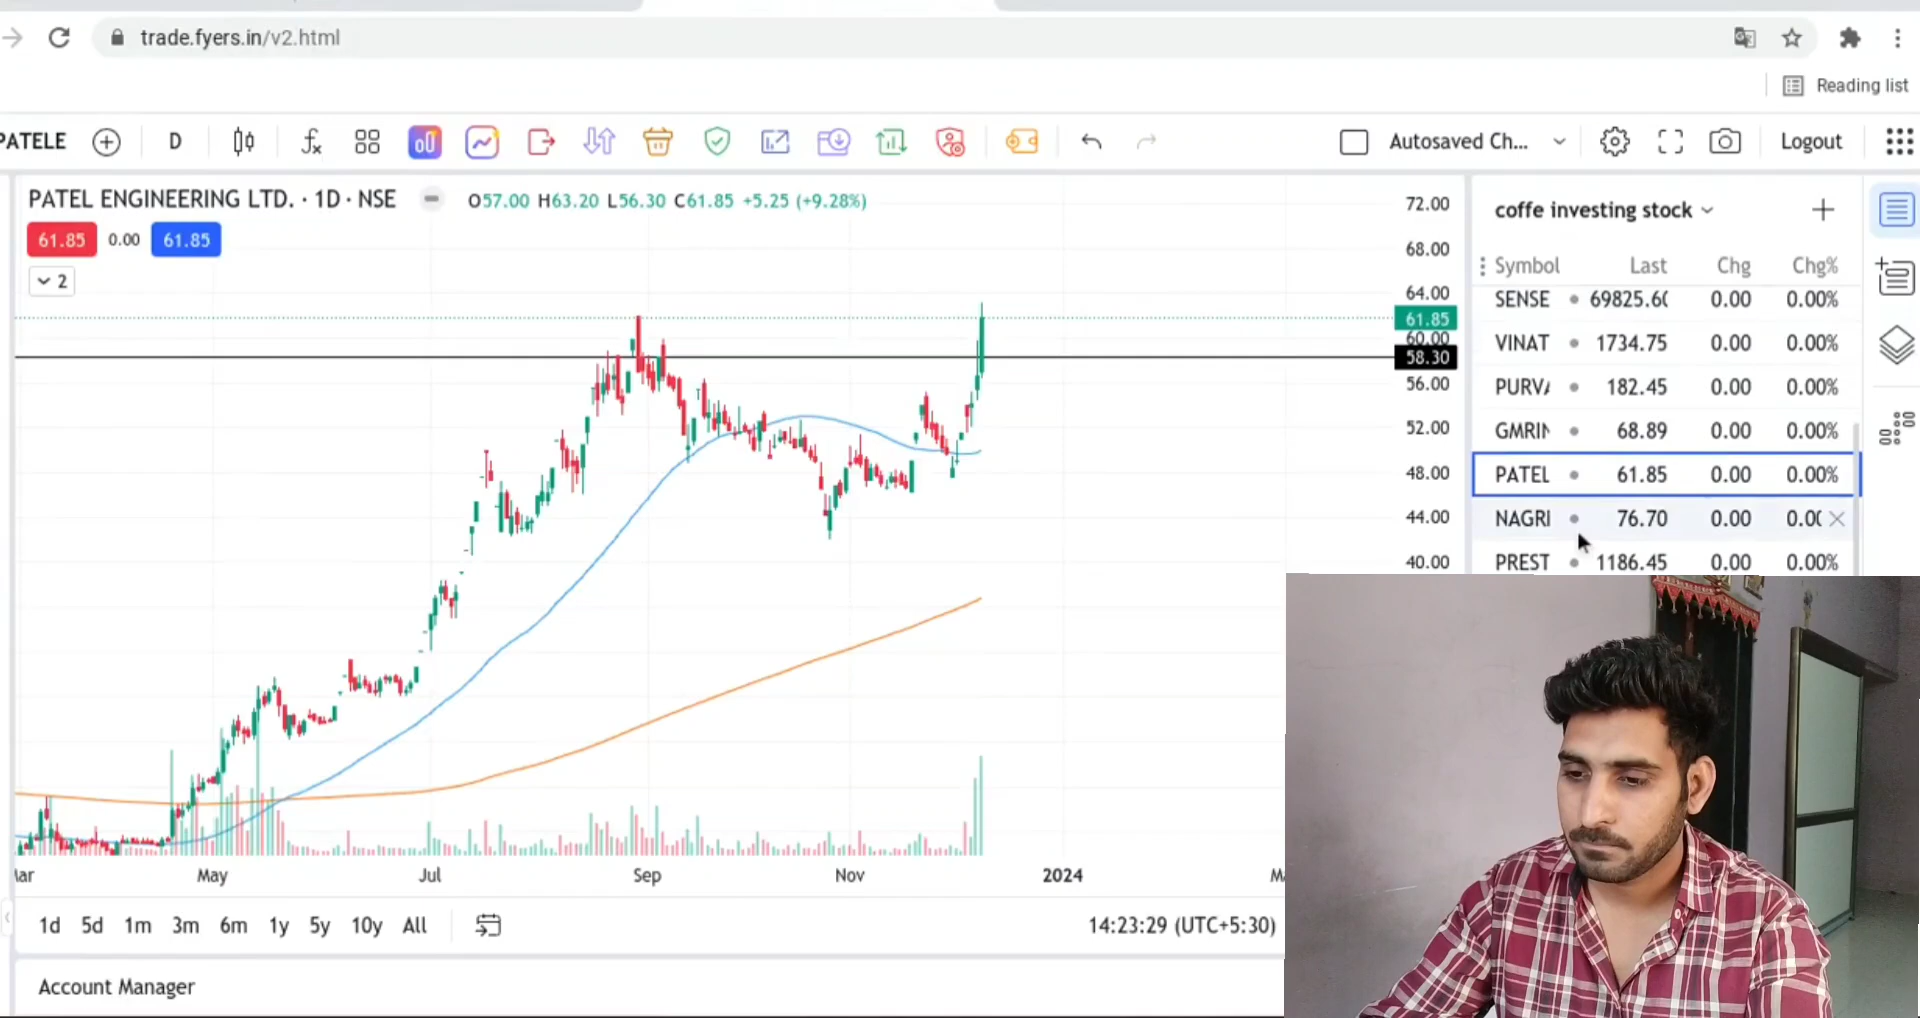 trade.fyers.in/v2.html
Reading list
PATELE D Autosaved Ch... Logout
PATEL ENGINEERING LTD. · 1D · NSE O57.00 H63.20 L56.30 C61.85 +5.25 (+9.28%)
61.85 0.00 61.85
2
72.00
68.00
64.00
61.85
60.00
58.30
56.00
52.00
48.00
44.00
40.00
coffe investing stock
Symbol Last Chg Chg%
SENSE 69825.6 0.00 0.00%
VINAT 1734.75 0.00 0.00%
PURVA 182.45 0.00 0.00%
GMRIN 68.89 0.00 0.00%
PATEL 61.85 0.00 0.00%
NAGRI 76.70 0.00 0.00
PREST 1186.45 0.00 0.00%
May Jul Sep Nov 2024
1d 5d 1m 3m 6m 1y 5y 10y All 14:23:29 (UTC+5:30)
Account Manager